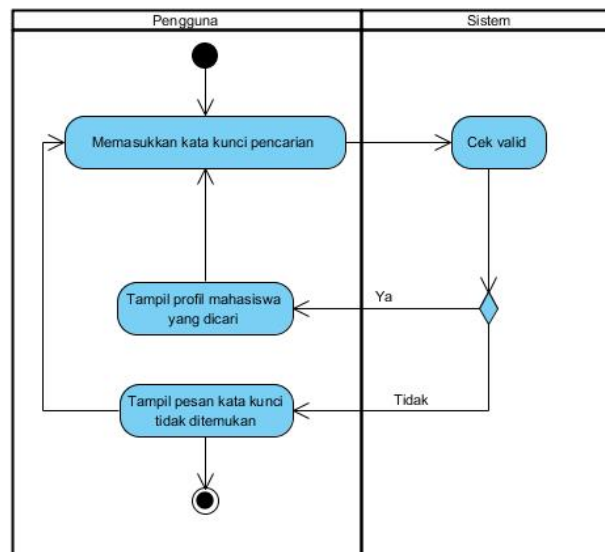 Pengguna
Sistem
Memasukkan kata kunci pencarian
Cek valid
Tampil profil mahasiswa
yang dicari
Ya
Tampil pesan kata kunci
tidak ditemukan
Tidak